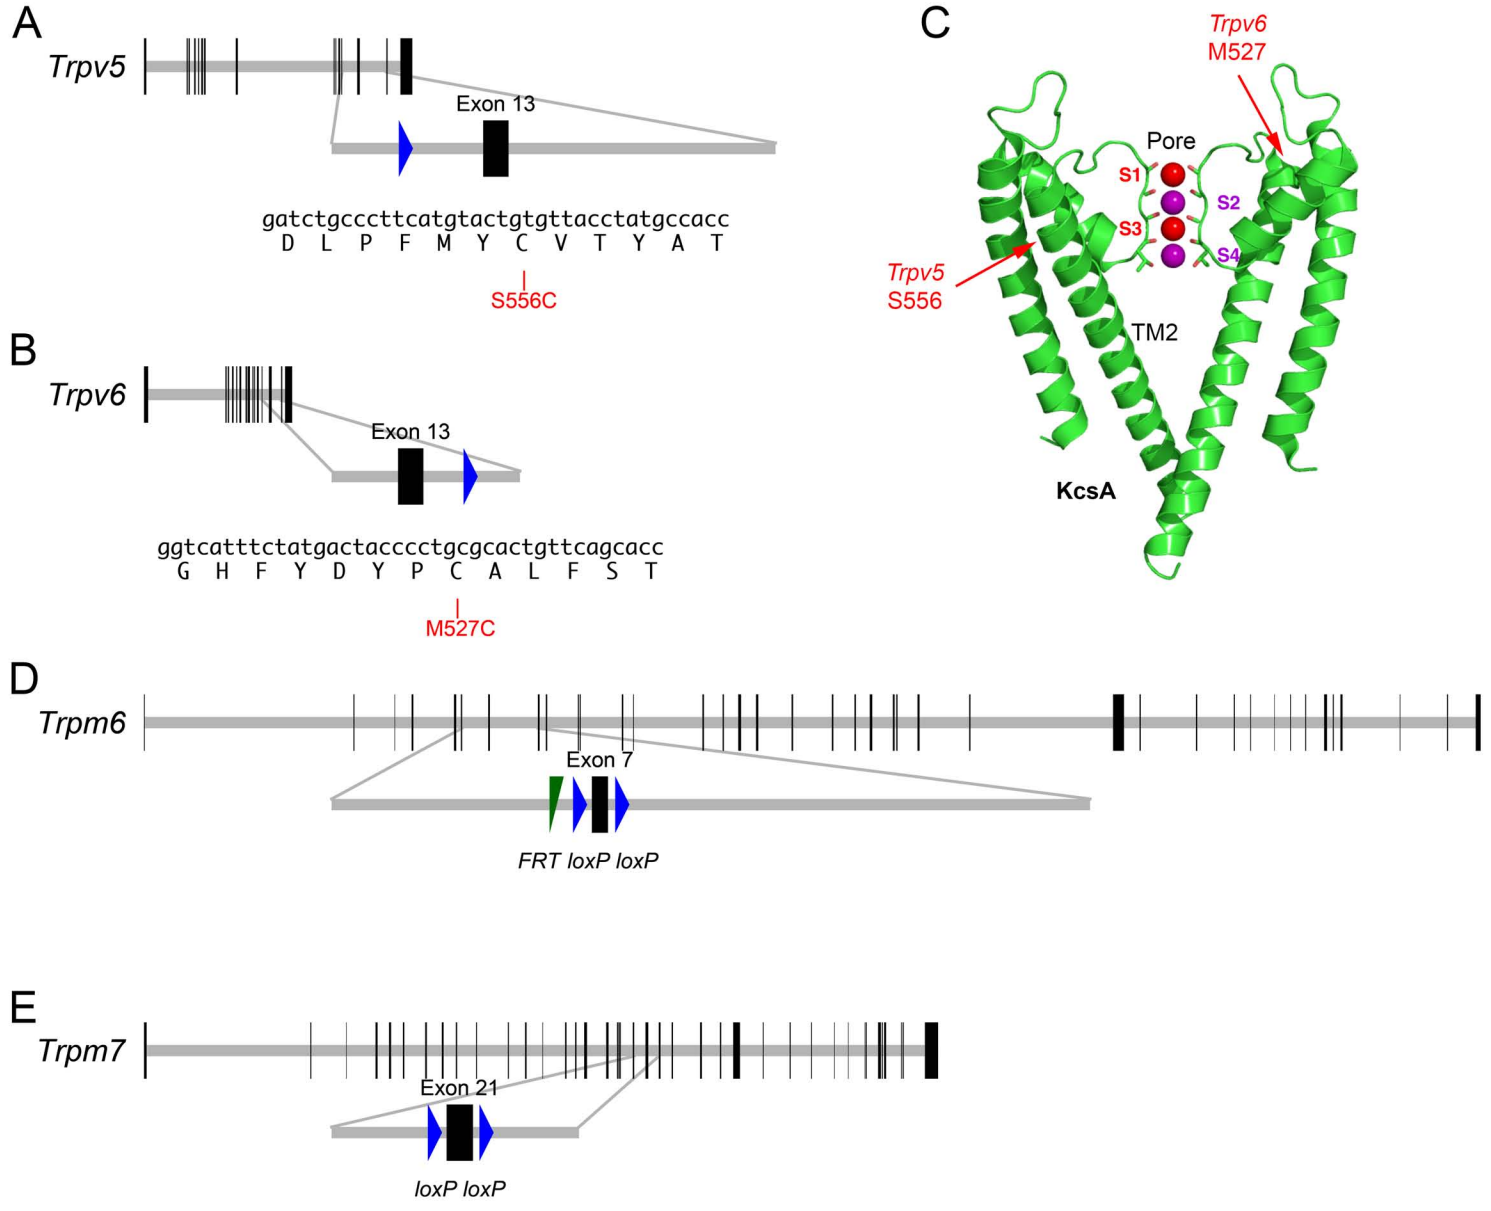 A
Trpv5
Exon 13
gatctgcccttcatgtactgtgttacctatgccacc
D L P F M Y C V T Y A T
S556C
B
Trpv6
Exon 13
ggtcatttctatgactacccctgcgcactgttcagcacc
G H F Y D Y P C A L F S T
M527C
C
Trpv6
M527
Pore
S1
S2
S3
S4
Trpv5
S556
TM2
KcsA
D
Trpm6
Exon 7
FRT loxP loxP
E
Trpm7
Exon 21
loxP loxP